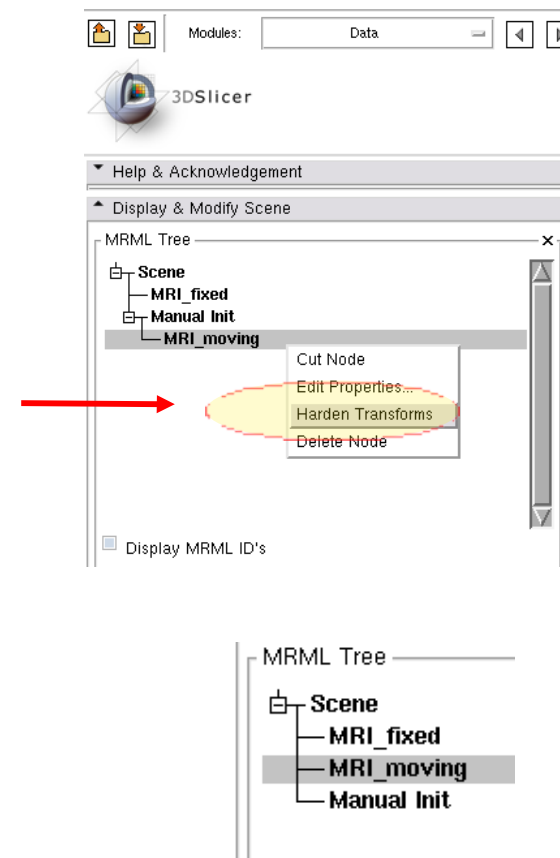 Modules: Data
3DSlicer
Help & Acknowledgement
Display & Modify Scene
MRML Tree
Scene
MRI_fixed
Manual Init
MRI_moving
Cut Node
Edit Properties...
Harden Transforms
Delete Node
Display MRML ID's
MRML Tree
Scene
MRI_fixed
MRI_moving
Manual Init